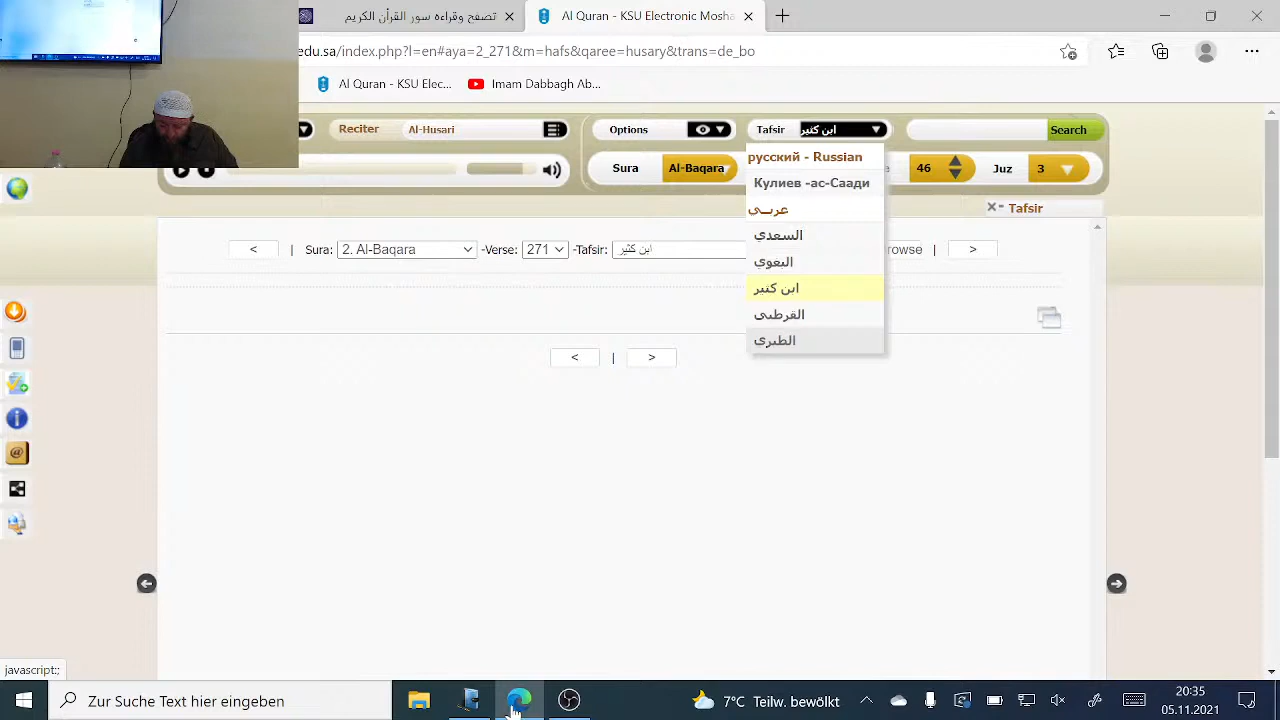 تصفح وقراءة سور القرآن الكريم
Al Quran - KSU Electronic Mushaf
edu.sa/index.php?l=en#aya=2_271&m=hafs&qaree=husary&trans=de_bo
Al Quran - KSU Elec...
Imam Dabbagh Ab...
Reciter
Al-Husari
Options
Tafsir
ابن كثير
Search
Sura
Al-Baqara
46
Juz
3
русский - Russian
Кулиев -ас-Саади
عربــي
السعدي
البغوي
ابن كثير
القرطبي
الطبري
Tafsir
<
|
Sura:
2. Al-Baqara
-Verse:
271
-Tafsir:
ابن كثير
|
>
<
|
>
javascript:;
Zur Suche Text hier eingeben
7°C Teilw. bewölkt
20:35
05.11.2021